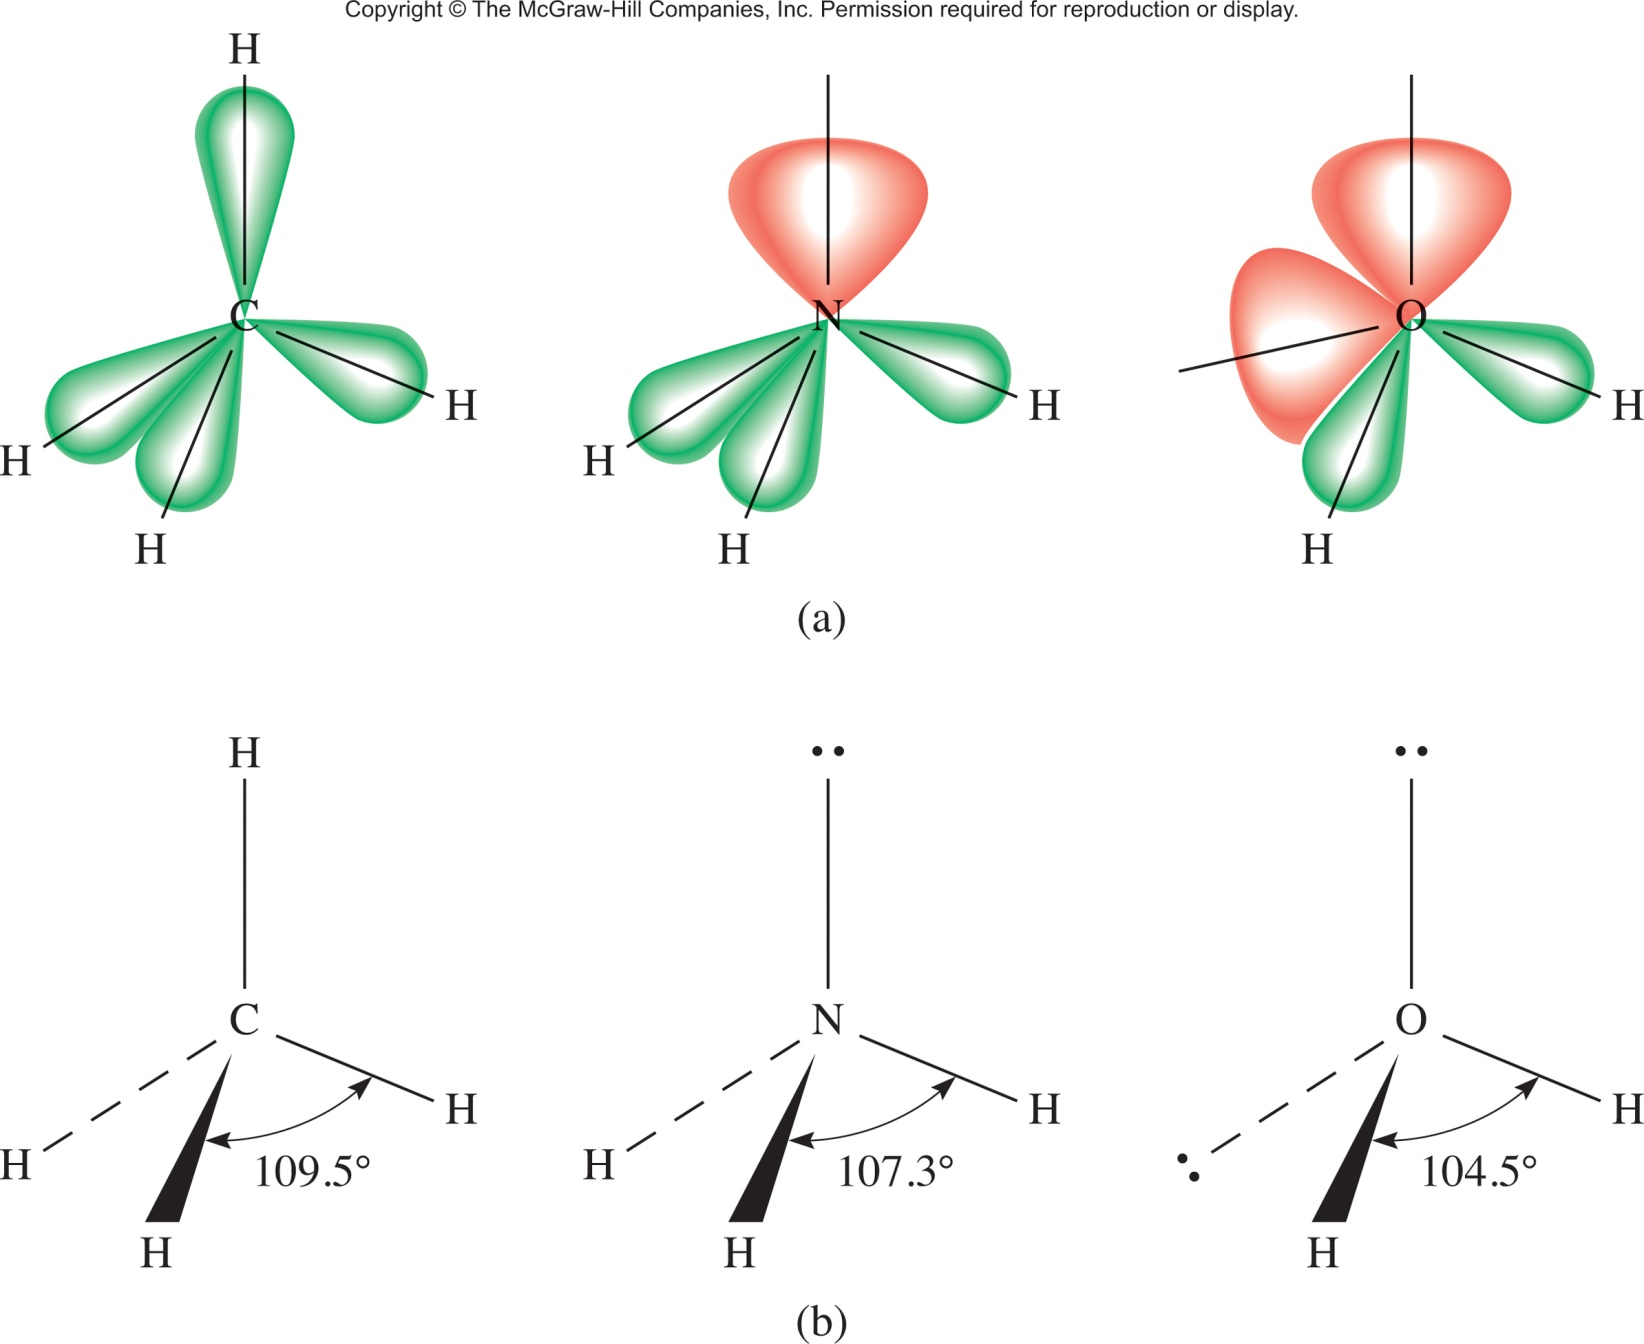 Copyright © The McGraw-Hill Companies, Inc. Permission required for reproduction or display.
H
C N O
H H H
H H
H H H
(a)
H
C N O
H H H
H H
109.5° 107.3° 104.5°
H H H
(b)